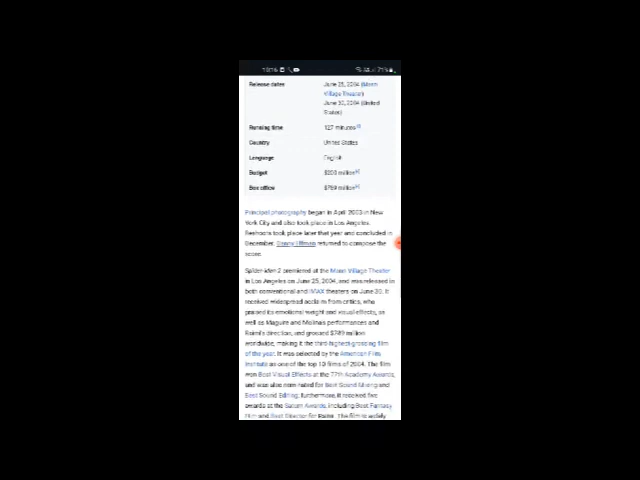 Release dates
June 25, 2004 (Mann
Village Theater)
June 30, 2004 (United
States)
Running time 127 minutes
Country United States
Language English
Budget $200 million
Box office $789 million
Principal photography began in April 2003 in New
York City and also took place in Los Angeles.
Reshoots took place later that year and concluded in
December. Danny Elfman returned to compose the
score.
Spider-Man 2 premiered at the Mann Village Theater
in Los Angeles on June 25, 2004, and was released in
both conventional and IMAX theaters on June 30. It
received widespread acclaim from critics, who
praised its emotional weight and visual effects, as
well as Maguire and Molina's performances and
Raimi's direction, and grossed $789 million
worldwide, making it the third-highest-grossing film
of the year. It was selected by the American Film
Institute as one of the top 10 films of 2004. The film
won Best Visual Effects at the 77th Academy Awards,
and was also nominated for Best Sound Mixing and
Best Sound Editing; furthermore, it received five
awards at the Saturn Awards, including Best Fantasy
Film and Best Director for Raimi. The film is widely